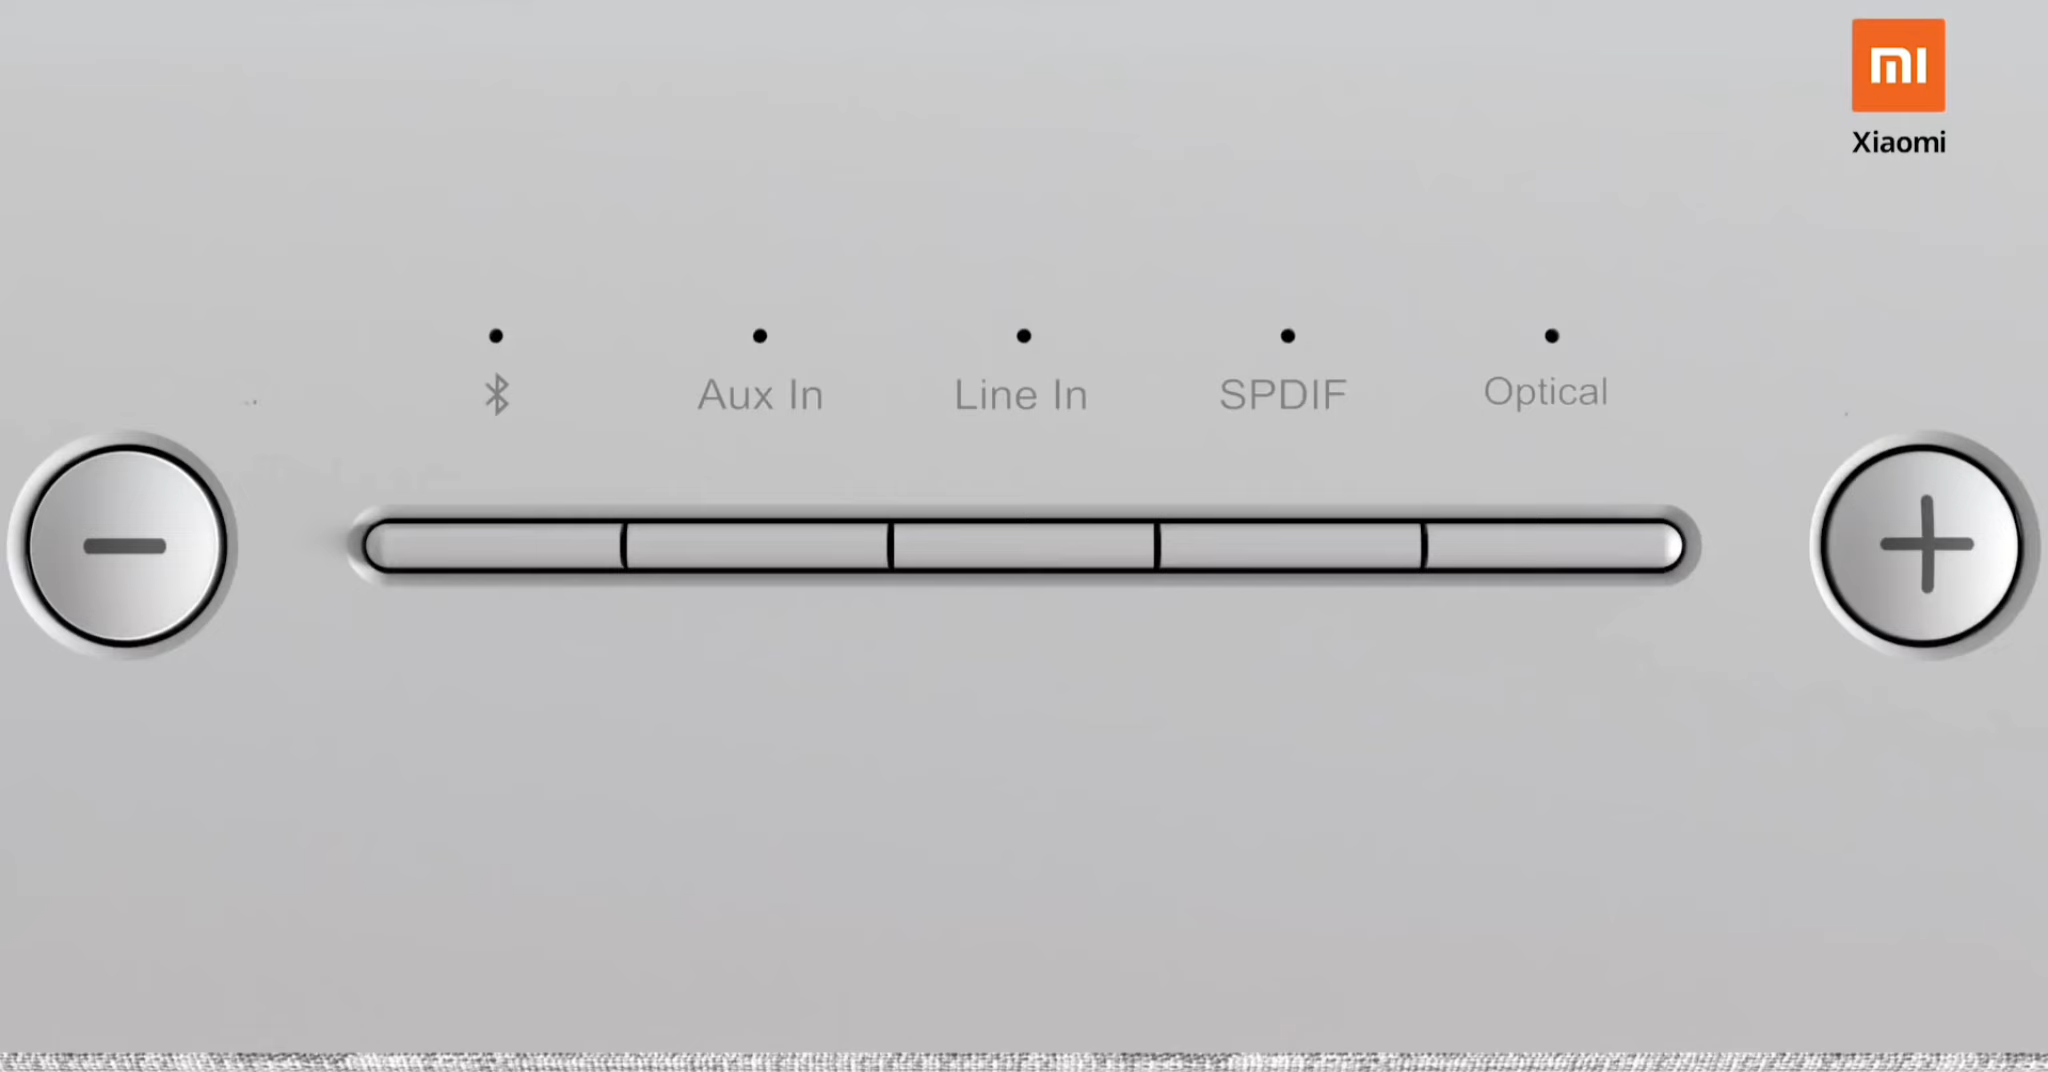 mi
Xiaomi
Aux In
Line In
SPDIF
Optical